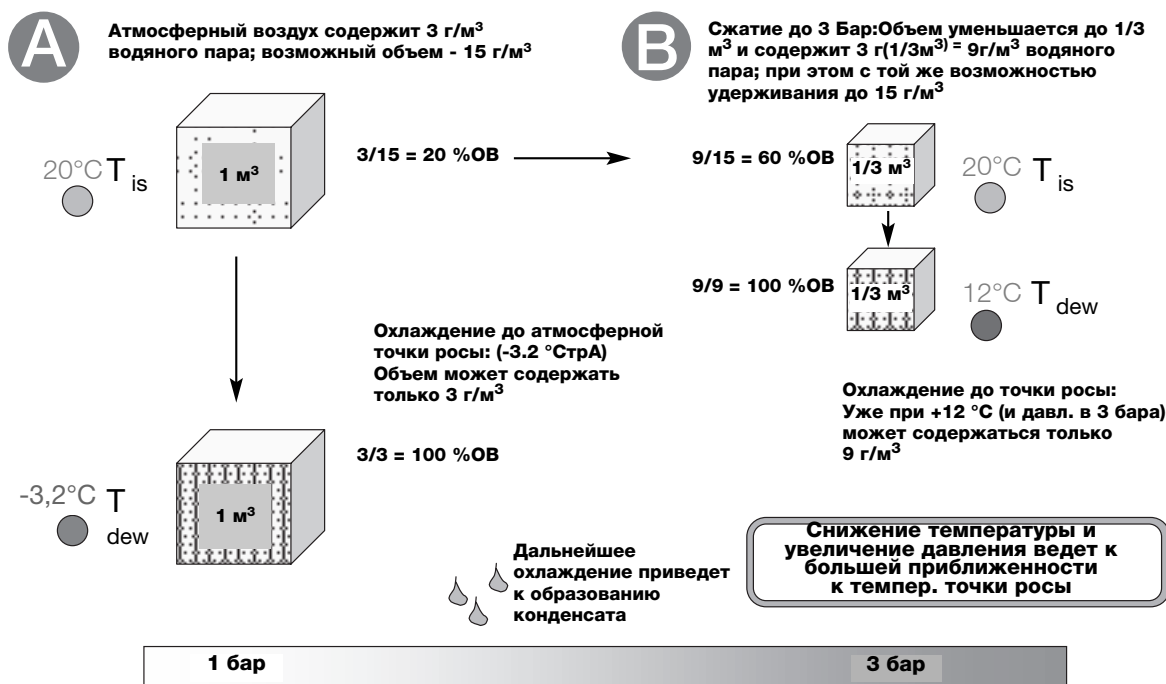 A
Атмосферный воздух содержит 3 г/м³
водяного пара; возможный объем - 15 г/м³
20°C T is
1 м³
3/15 = 20 %ОВ
Охлаждение до атмосферной
точки росы: (-3.2 °СтрА)
Объем может содержать
только 3 г/м³
3/3 = 100 %ОВ
-3,2°C T
dew
1 м³
B
Сжатие до 3 Бар:Объем уменьшается до 1/3
м³ и содержит 3 г(1/3м³) = 9г/м³ водяного
пара; при этом с той же возможностью
удерживания до 15 г/м³
9/15 = 60 %ОВ
1/3 м³
20°C T is
9/9 = 100 %ОВ
1/3 м³
12°C T dew
Охлаждение до точки росы:
Уже при +12 °C (и давл. в 3 бара)
может содержаться только
9 г/м³
Дальнейшее
охлаждение приведет
к образованию
конденсата
Снижение температуры и
увеличение давления ведет к
большей приближенности
к темпер. точки росы
1 бар
3 бар